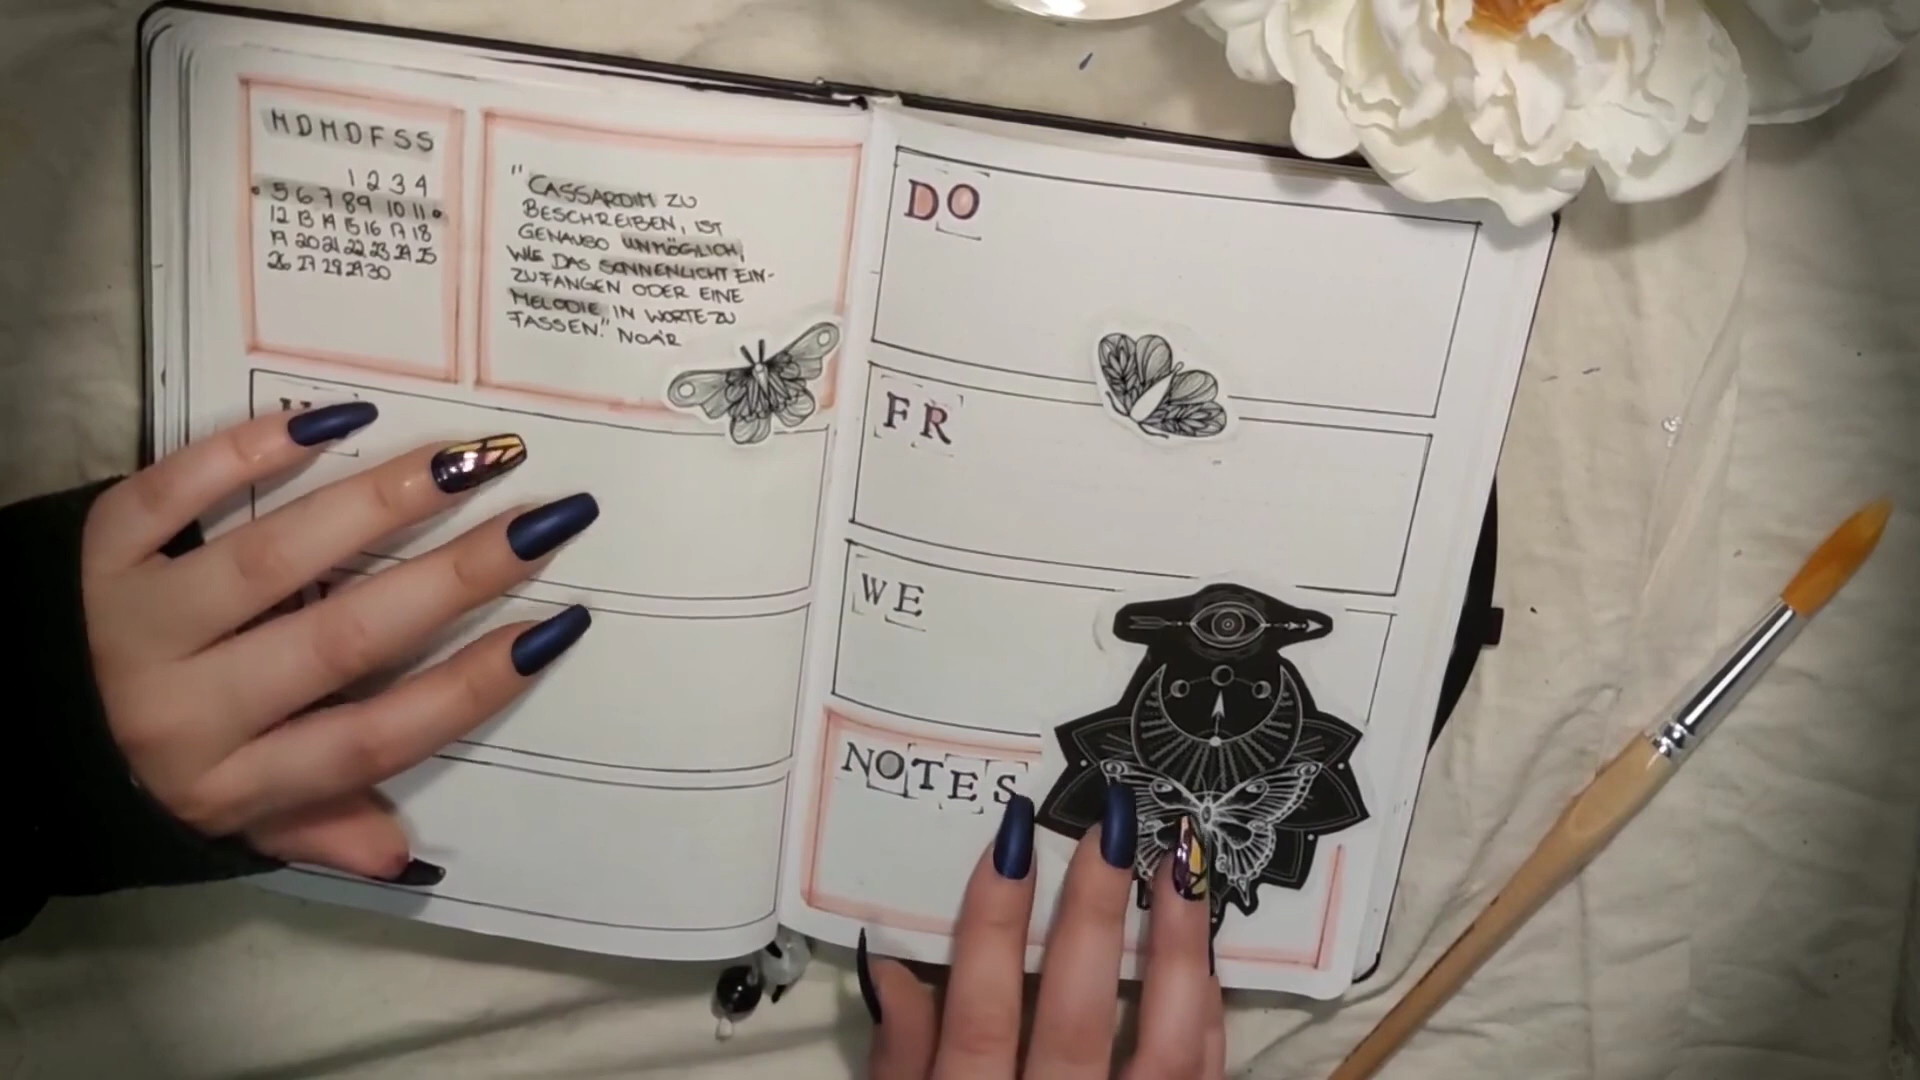 M D M D F S S
1 2 3 4
5 6 7 8 9 10 11
12 13 14 15 16 17 18
19 20 21 22 23 24 25
26 27 28 29 30
"CASSARDIM ZU
BESCHREIBEN, IST
GENAUSO UNMÖGLICH,
WIE DAS SONNENLICHT EIN-
ZUFANGEN ODER EINE
MELODIE IN WORTE ZU
FASSEN." NOÁR
DO
FR
WE
NOTES